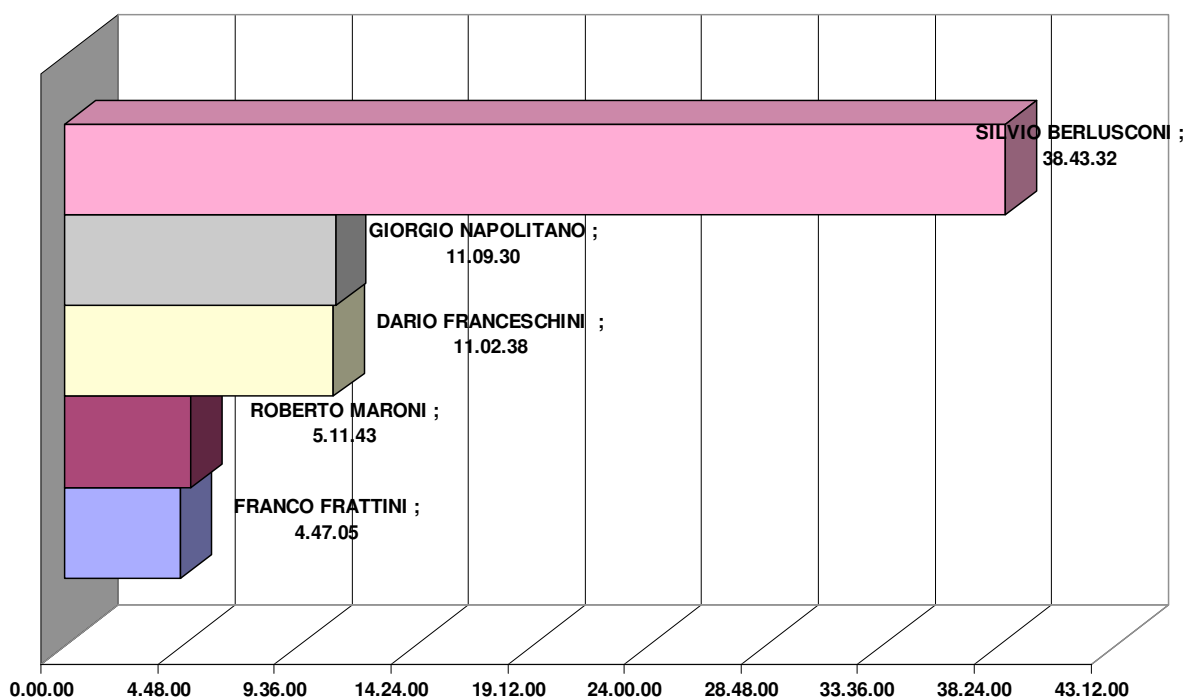 SILVIO BERLUSCONI ;
38.43.32
GIORGIO NAPOLITANO ;
11.09.30
DARIO FRANCESCHINI ;
11.02.38
ROBERTO MARONI ;
5.11.43
FRANCO FRATTINI ;
4.47.05
0.00.00 4.48.00 9.36.00 14.24.00 19.12.00 24.00.00 28.48.00 33.36.00 38.24.00 43.12.00